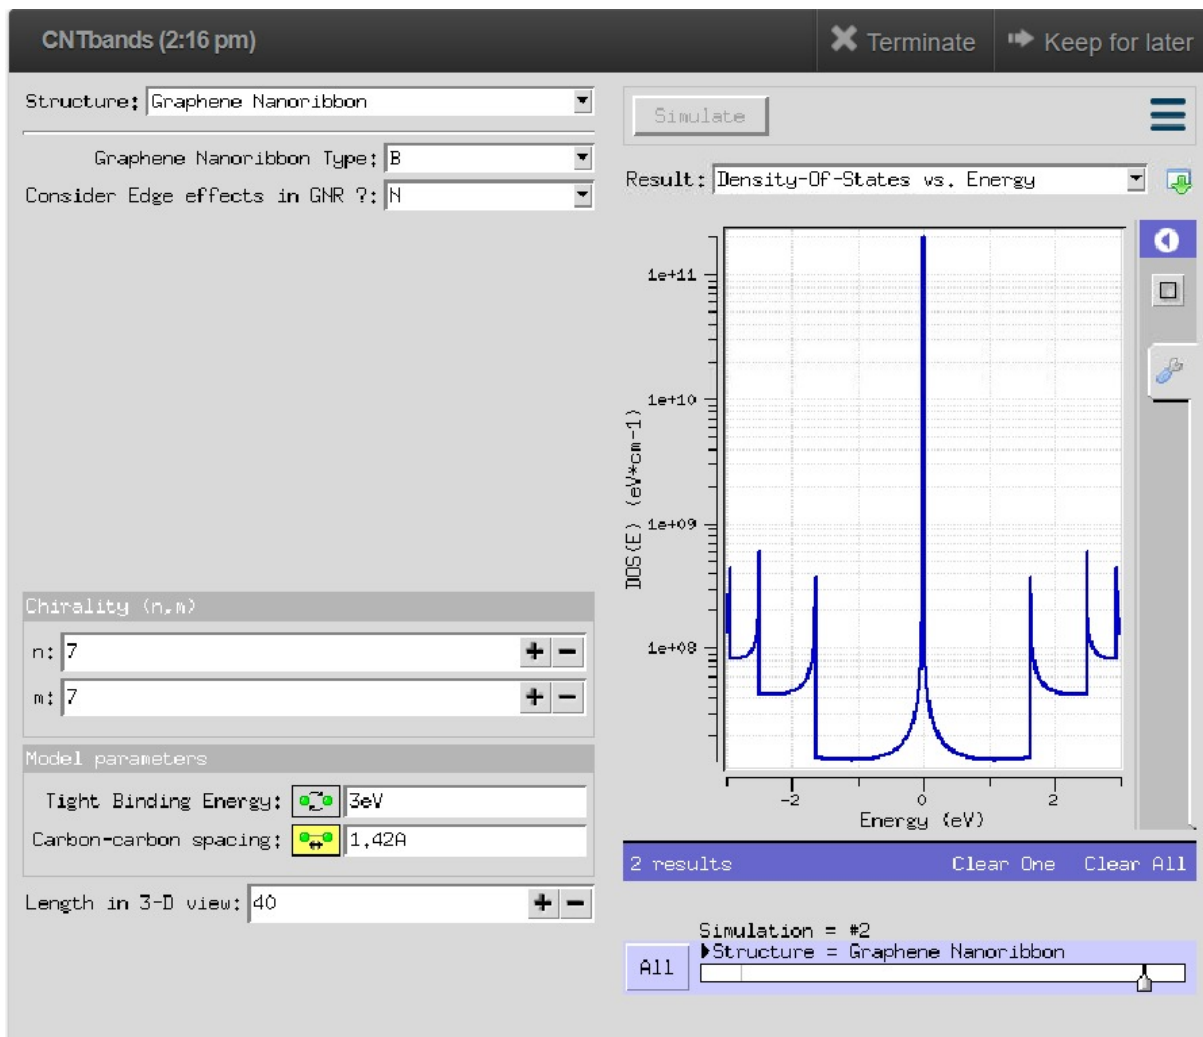 CNTbands (2:16 pm)
Terminate
Keep for later
Structure: Graphene Nanoribbon
Graphene Nanoribbon Type: B
Consider Edge effects in GNR ?: N
Chirality (n,m)
n: 7
m: 7
Model parameters
Tight Binding Energy: 3eV
Carbon-carbon spacing: 1.42A
Length in 3-D view: 40
Simulate
Result: Density-Of-States vs. Energy
DOS(E) (eV*cm-1)
1e+11
1e+10
1e+09
1e+08
-2 0 2
Energy (eV)
2 results Clear One Clear All
Simulation = #2
All
Structure = Graphene Nanoribbon